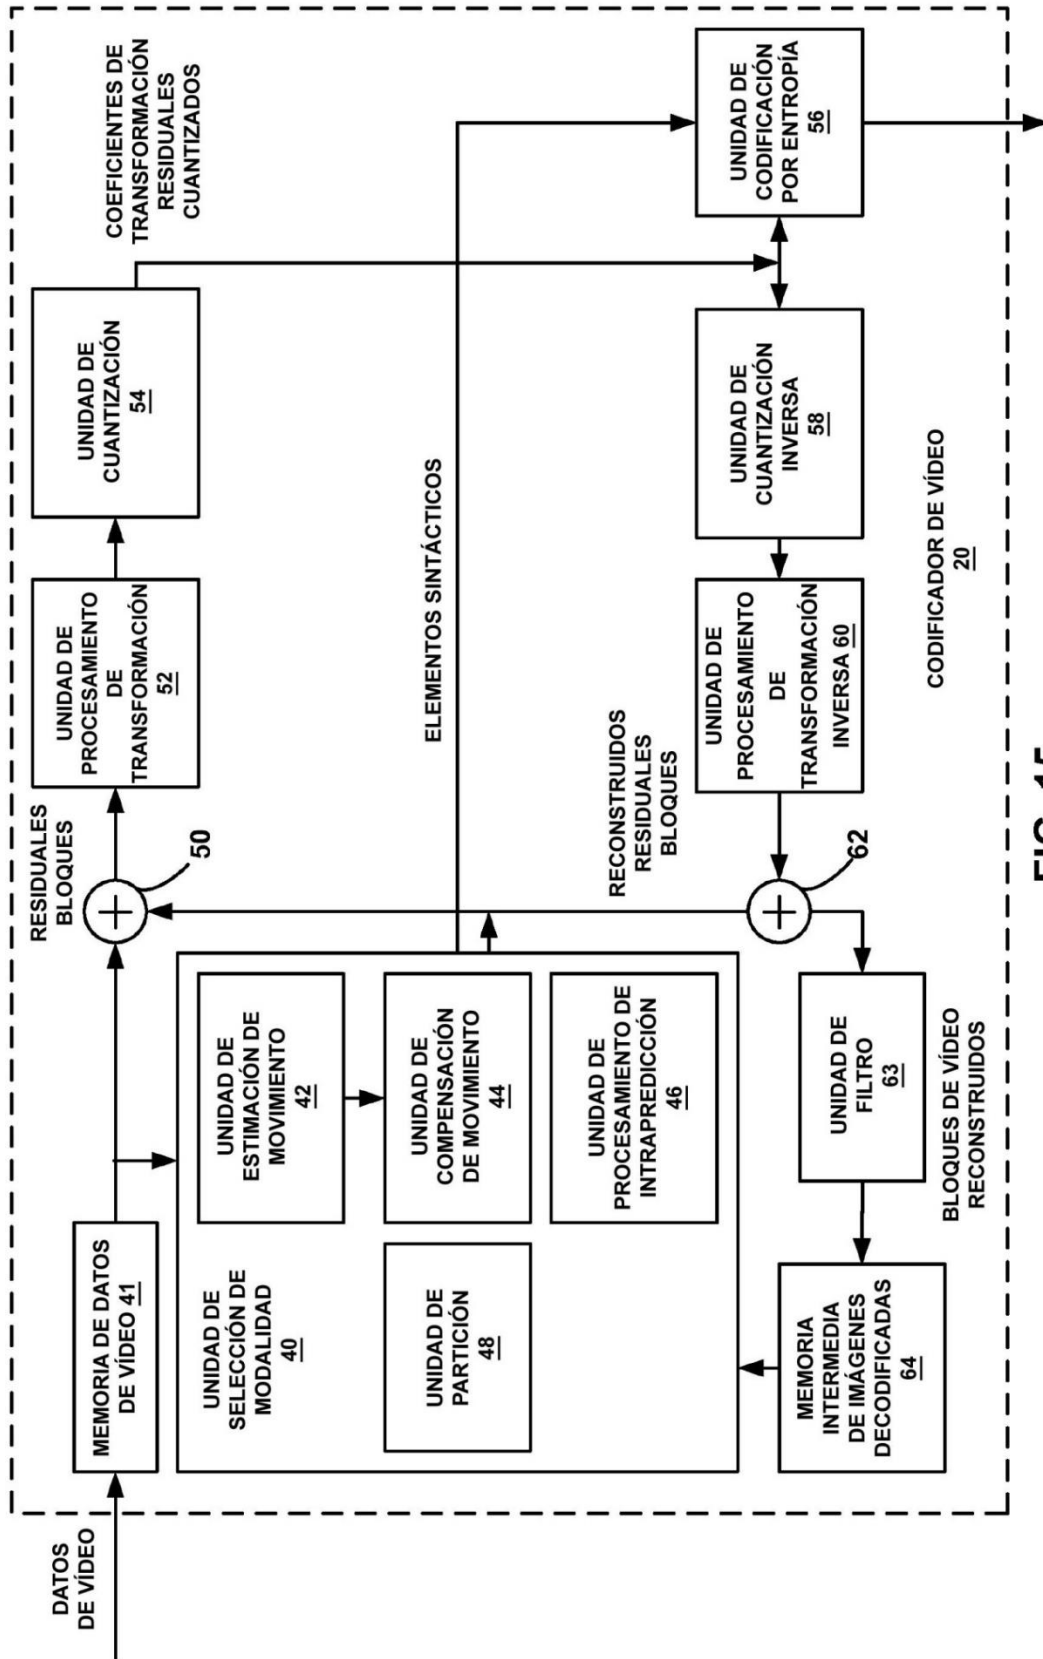 DATOS
DE VÍDEO
MEMORIA DE DATOS
DE VÍDEO 41
RESIDUALES
BLOQUES
50
UNIDAD DE
PROCESAMIENTO
DE
TRANSFORMACIÓN
52
UNIDAD DE
CUANTIZACIÓN
54
COEFICIENTES DE
TRANSFORMACIÓN
RESIDUALES
CUANTIZADOS
UNIDAD DE
SELECCIÓN DE
MODALIDAD
40
UNIDAD DE
ESTIMACIÓN DE
MOVIMIENTO
42
UNIDAD DE
PARTICIÓN
48
UNIDAD DE
COMPENSACIÓN
DE MOVIMIENTO
44
UNIDAD DE
PROCESAMIENTO DE
INTRAPREDICCIÓN
46
ELEMENTOS SINTÁCTICOS
RECONSTRUIDOS
RESIDUALES
BLOQUES
62
UNIDAD DE
PROCESAMIENTO
DE
TRANSFORMACIÓN
INVERSA 60
UNIDAD DE
CUANTIZACIÓN
INVERSA
58
UNIDAD DE
CODIFICACIÓN
POR ENTROPÍA
56
MEMORIA
INTERMEDIA
DE IMÁGENES
DECODIFICADAS
64
UNIDAD DE
FILTRO
63
BLOQUES DE VÍDEO
RECONSTRUIDOS
CODIFICADOR DE VÍDEO
20
FIG. 15